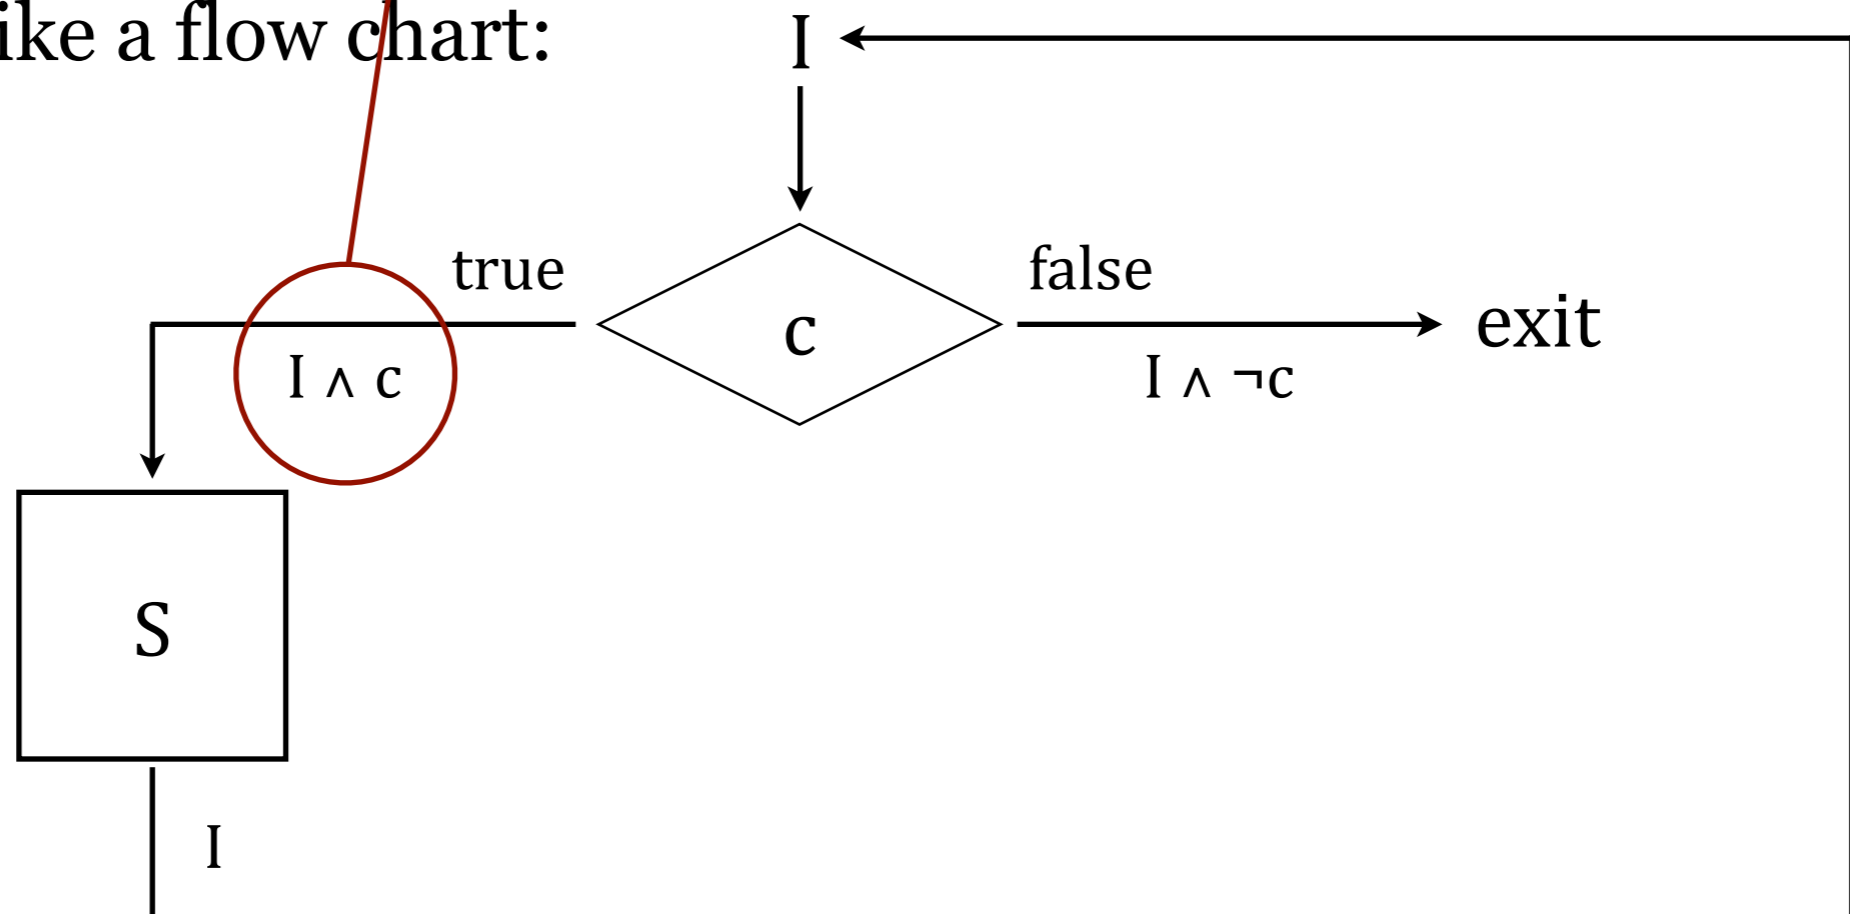 ike a flow chart:
I
true
false
c
exit
I ∧ c
I ∧ ¬c
S
I